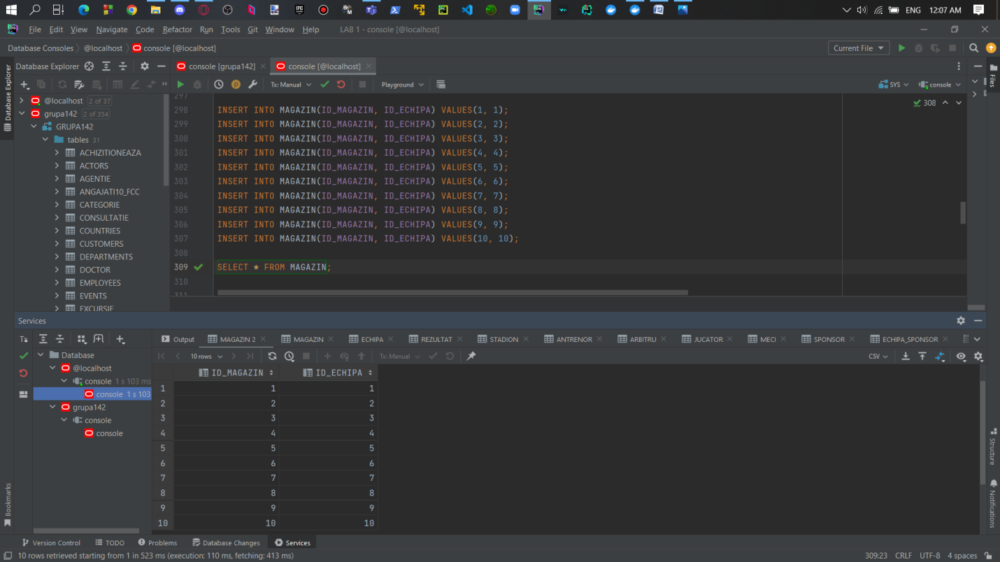 ENG 12:07 AM
File Edit View Navigate Code Refactor Run Tools Git Window Help LAB 1 - console [@localhost]
Database Consoles @localhost console [@localhost] Current File
Database Explorer console [grupa142] console [@localhost]
Tx: Manual Playground SYS console
@localhost 2 of 37
grupa142 2 of 354
GRUPA142
tables 31
ACHIZITIONEAZA
ACTORS
AGENTIE
ANGAJATI10_FCC
CATEGORIE
CONSULTATIE
COUNTRIES
CUSTOMERS
DEPARTMENTS
DOCTOR
EMPLOYEES
EVENTS
EXCURSIE
297
298 INSERT INTO MAGAZIN(ID_MAGAZIN, ID_ECHIPA) VALUES(1, 1);
299 INSERT INTO MAGAZIN(ID_MAGAZIN, ID_ECHIPA) VALUES(2, 2);
300 INSERT INTO MAGAZIN(ID_MAGAZIN, ID_ECHIPA) VALUES(3, 3);
301 INSERT INTO MAGAZIN(ID_MAGAZIN, ID_ECHIPA) VALUES(4, 4);
302 INSERT INTO MAGAZIN(ID_MAGAZIN, ID_ECHIPA) VALUES(5, 5);
303 INSERT INTO MAGAZIN(ID_MAGAZIN, ID_ECHIPA) VALUES(6, 6);
304 INSERT INTO MAGAZIN(ID_MAGAZIN, ID_ECHIPA) VALUES(7, 7);
305 INSERT INTO MAGAZIN(ID_MAGAZIN, ID_ECHIPA) VALUES(8, 8);
306 INSERT INTO MAGAZIN(ID_MAGAZIN, ID_ECHIPA) VALUES(9, 9);
307 INSERT INTO MAGAZIN(ID_MAGAZIN, ID_ECHIPA) VALUES(10, 10);
308
309 SELECT * FROM MAGAZIN;
310
311
308
Database Explorer
Bookmarks
Files
Structure
Notifications
Services
Tx
Database
@localhost
console 1 s 103 ms
console 1 s 103
grupa142
console
console
Output MAGAZIN 2 MAGAZIN ECHIPA REZULTAT STADION ANTRENOR ARBITRU JUCATOR MECI SPONSOR ECHIPA_SPONSOR
10 rows Tx: Manual CSV
ID_MAGAZIN ID_ECHIPA
1 1 1
2 2 2
3 3 3
4 4 4
5 5 5
6 6 6
7 7 7
8 8 8
9 9 9
10 10 10
Version Control TODO Problems Database Changes Services
10 rows retrieved starting from 1 in 523 ms (execution: 110 ms, fetching: 413 ms) 309:23 CRLF UTF-8 4 spaces